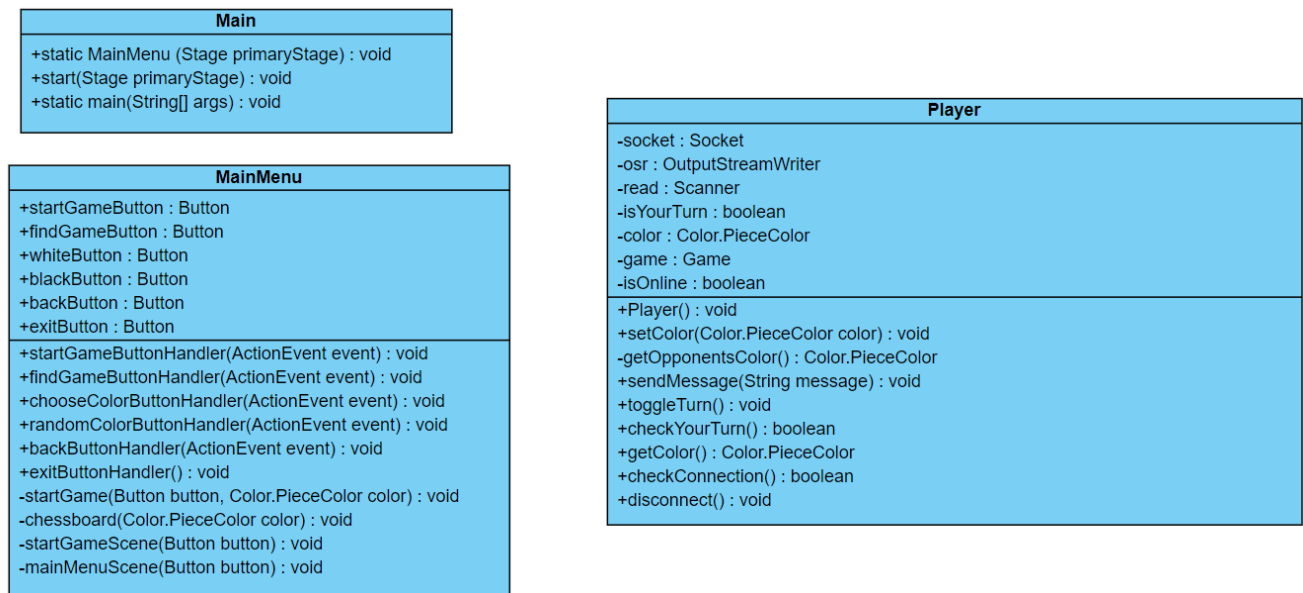 Main
+static MainMenu (Stage primaryStage) : void
+start(Stage primaryStage) : void
+static main(String[] args) : void
MainMenu
+startGameButton : Button
+findGameButton : Button
+whiteButton : Button
+blackButton : Button
+backButton : Button
+exitButton : Button
+startGameButtonHandler(ActionEvent event) : void
+findGameButtonHandler(ActionEvent event) : void
+chooseColorButtonHandler(ActionEvent event) : void
+randomColorButtonHandler(ActionEvent event) : void
+backButtonHandler(ActionEvent event) : void
+exitButtonHandler() : void
-startGame(Button button, Color.PieceColor color) : void
-chessboard(Color.PieceColor color) : void
-startGameScene(Button button) : void
-mainMenuScene(Button button) : void
Player
-socket : Socket
-osr : OutputStreamWriter
-read : Scanner
-isYourTurn : boolean
-color : Color.PieceColor
-game : Game
-isOnline : boolean
+Player() : void
+setColor(Color.PieceColor color) : void
-getOpponentsColor() : Color.PieceColor
+sendMessage(String message) : void
+toggleTurn() : void
+checkYourTurn() : boolean
+getColor() : Color.PieceColor
+checkConnection() : boolean
+disconnect() : void